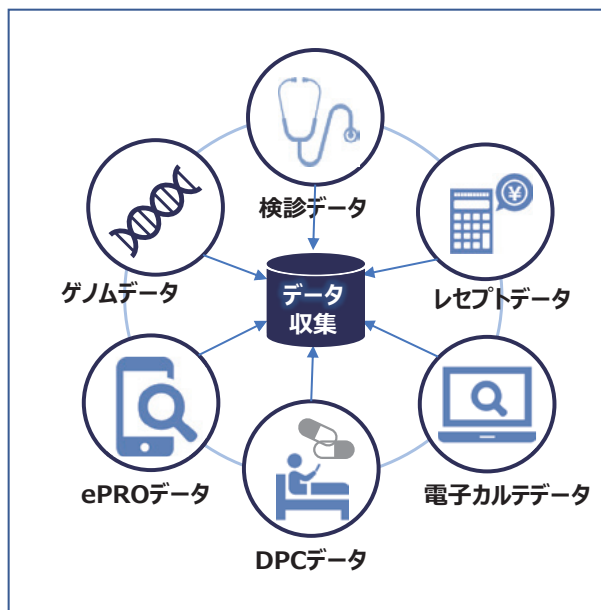 検診データ
ゲノムデータ
レセプトデータ
¥
データ
収集
ePROデータ
電子カルテデータ
DPCデータ